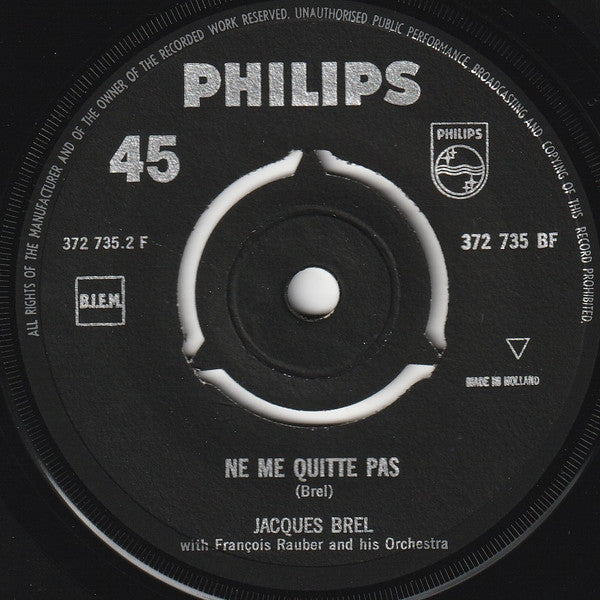 ALL RIGHTS OF THE MANUFACTURER AND OF THE OWNER OF THE RECORDED WORK RESERVED. UNAUTHORISED PUBLIC PERFORMANCE, BROADCASTING AND COPYING OF THIS RECORD PROHIBITED.
PHILIPS
45
PHILIPS
372 735.2 F
372 735 BF
B.I.E.M.
MADE IN HOLLAND
NE ME QUITTE PAS
(Brel)
JACQUES BREL
with François Rauber and his Orchestra